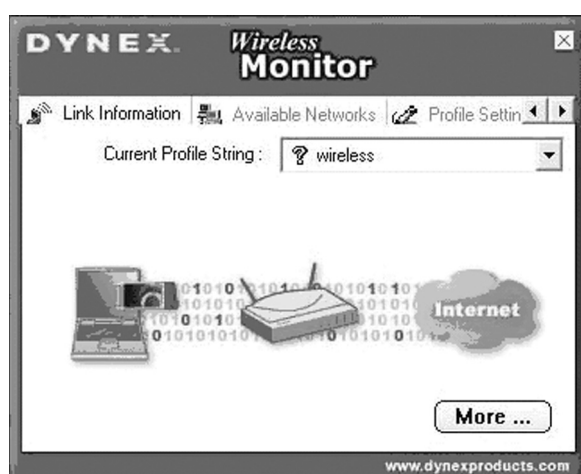 DYNEX. Wireless Monitor
Link Information Available Networks Profile Settin
Current Profile String : wireless
Internet
More ...
www.dynexproducts.com